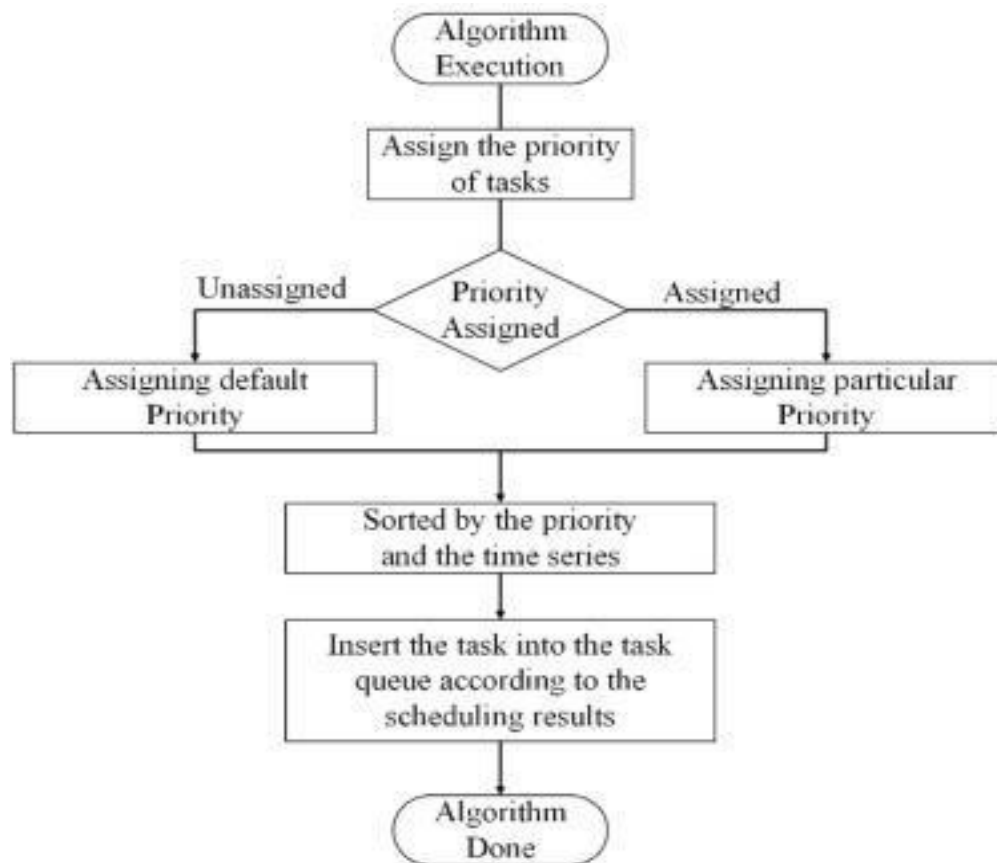 Algorithm
Execution
Assign the priority
of tasks
Unassigned
Priority
Assigned
Assigned
Assigning default
Priority
Assigning particular
Priority
Sorted by the priority
and the time series
Insert the task into the task
queue according to the
scheduling results
Algorithm
Done